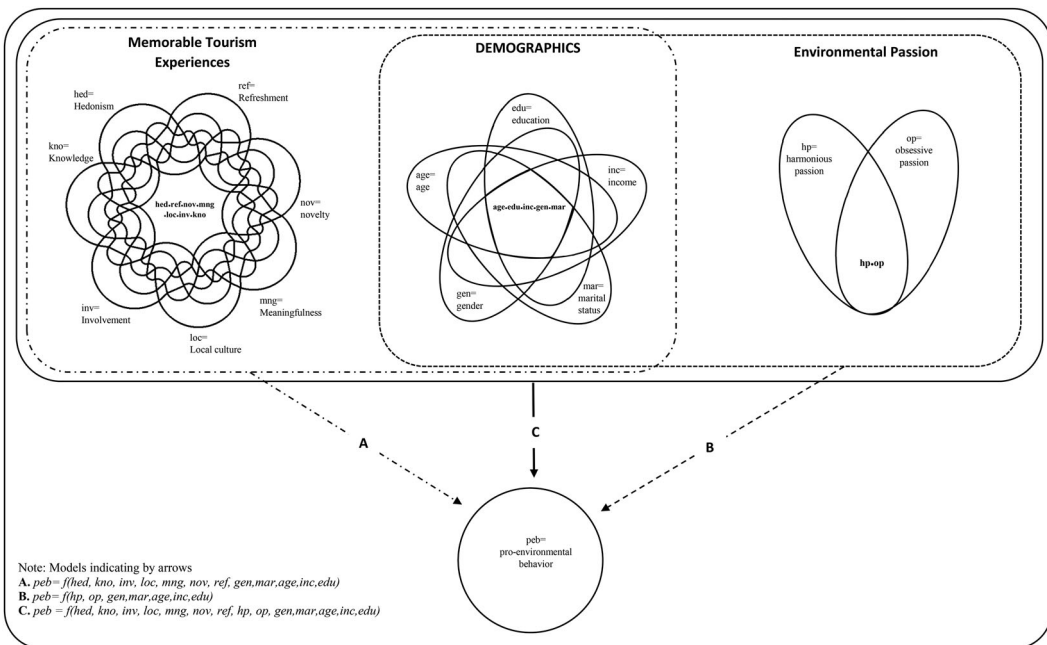 Memorable Tourism
Experiences
hed=
Hedonism
ref=
Refreshment
kno=
Knowledge
nov=
novelty
hed•ref•nov•mng
•loc•inv•kno
inv=
Involvement
mng=
Meaningfulness
loc=
Local culture
DEMOGRAPHICS
edu=
education
age=
age
inc=
income
age•edu•inc•gen•mar
gen=
gender
mar=
marital
status
Environmental Passion
hp=
harmonious
passion
op=
obsessive
passion
hp•op
A
C
B
peb=
pro-environmental
behavior
Note: Models indicating by arrows
A. peb= f(hed, kno, inv, loc, mng, nov, ref, gen,mar,age,inc,edu)
B. peb= f(hp, op, gen,mar,age,inc,edu)
C. peb = f(hed, kno, inv, loc, mng, nov, ref, hp, op, gen,mar,age,inc,edu)